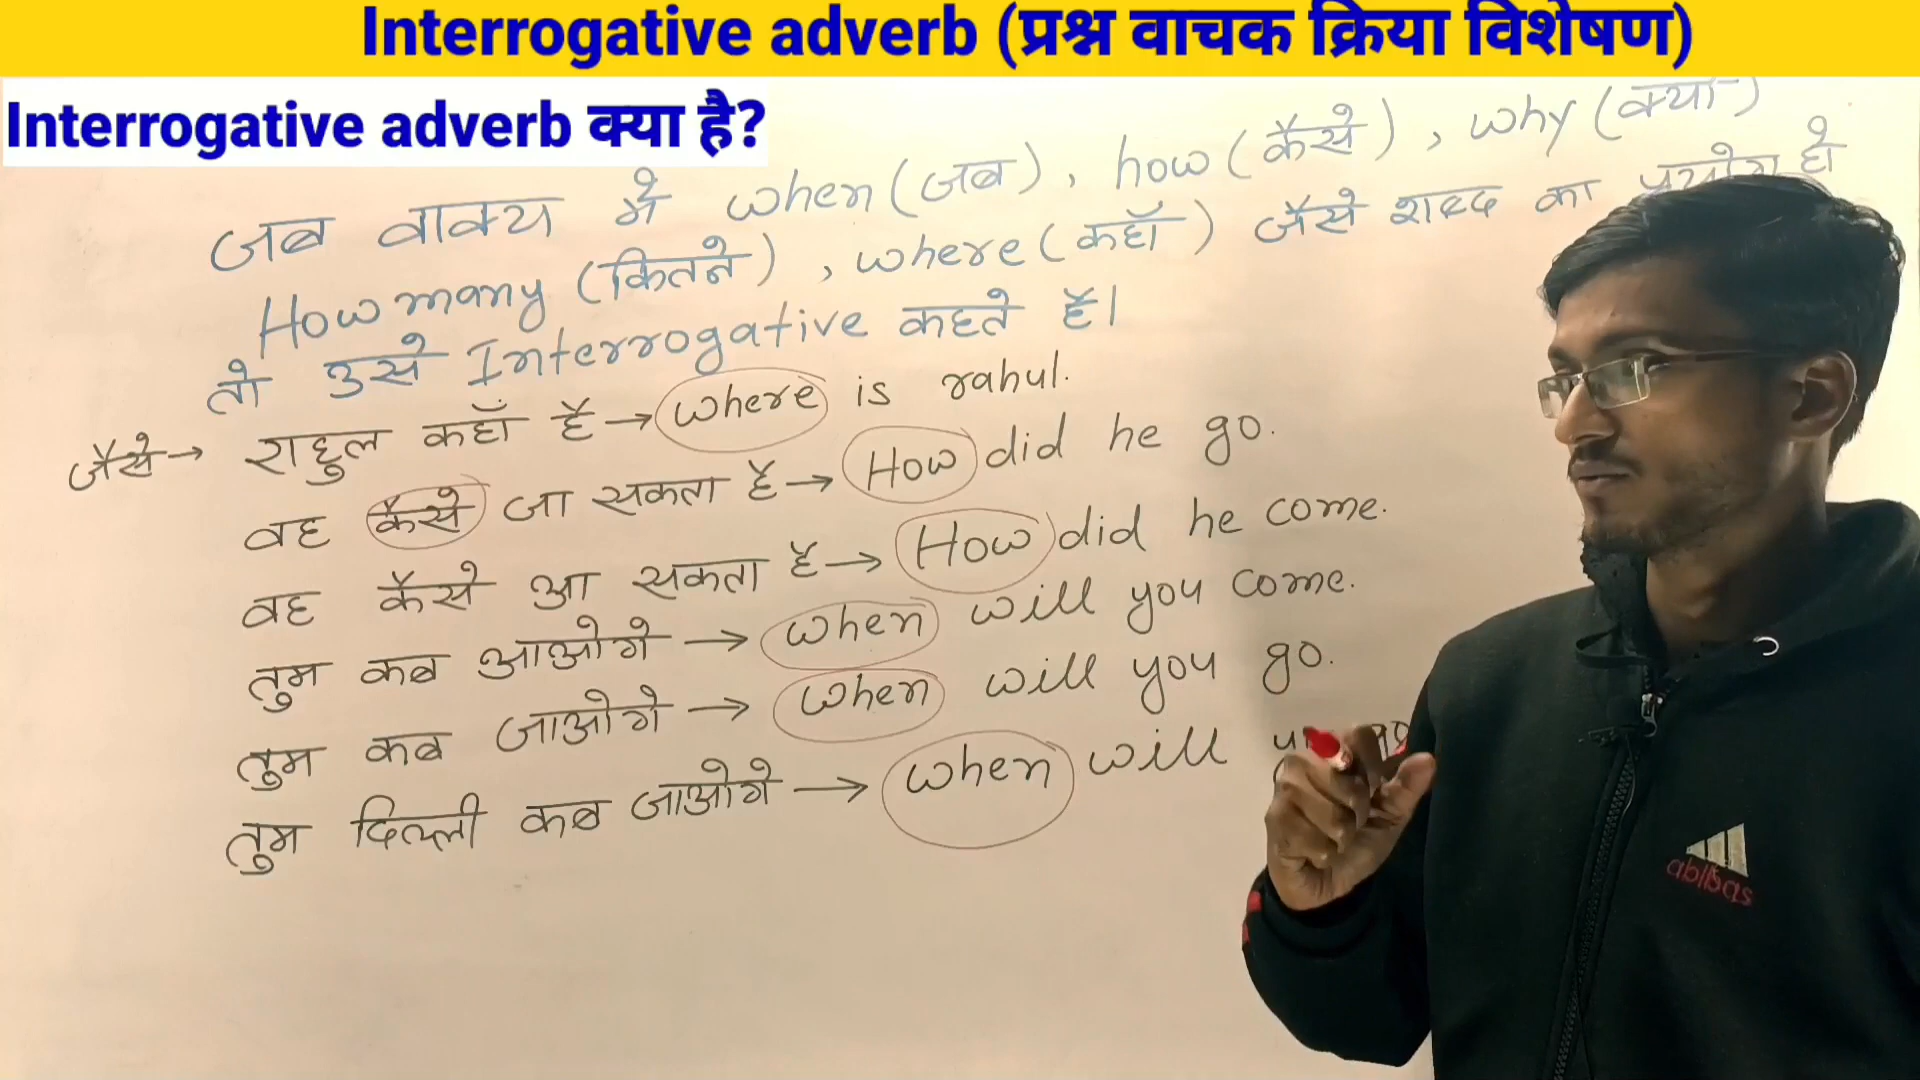 Interrogative adverb (प्रश्न वाचक क्रिया विशेषण)
Interrogative adverb क्या है?
जब वाक्य में when (जब), how (कैसे), why (क्यों)
How many (कितने), where (कहाँ) जैसे शब्द का प्रयोग हो
तो उसे Interrogative कहते हैं।
जैसे→ राहुल कहाँ है → where is rahul.
वह कैसे जा सकता है → How did he go.
वह कैसे आ सकता है → How did he come.
तुम कब आओगे → when will you come.
तुम कब जाओगे → when will you go.
तुम दिल्ली कब जाओगे → when will
ablbas